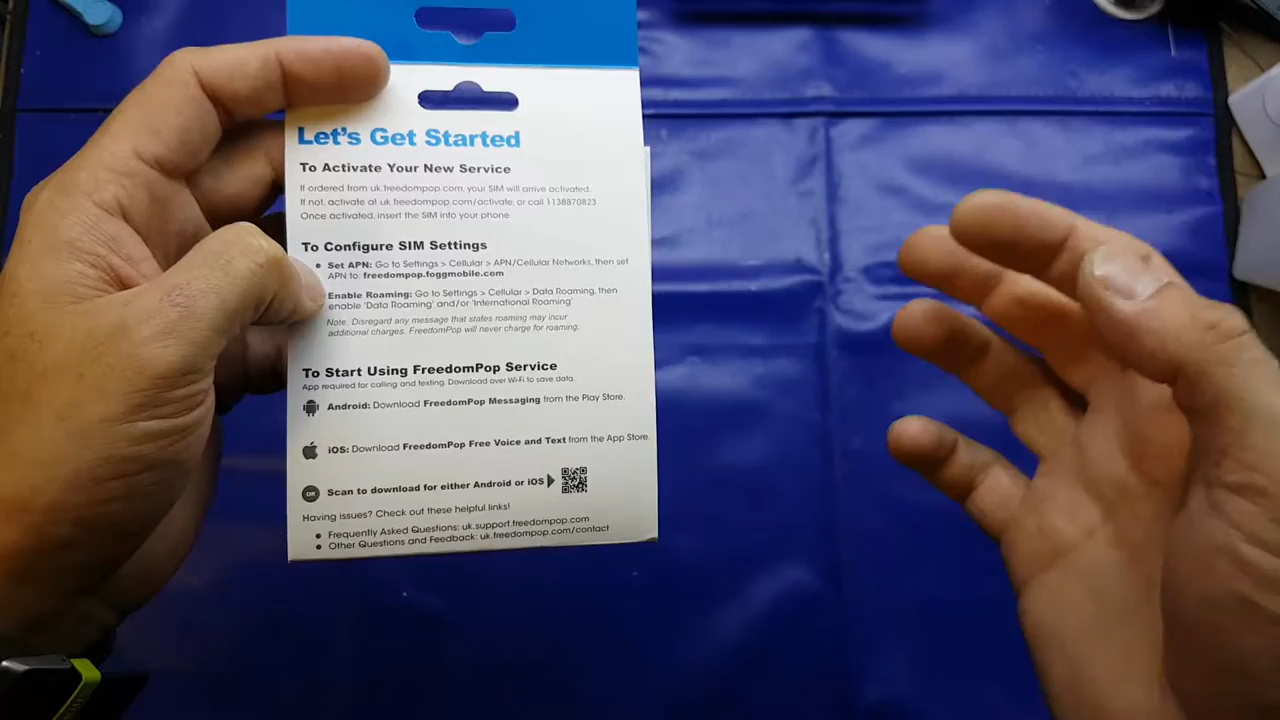 Let's Get Started
To Activate Your New Service
If ordered from uk.freedompop.com, your SIM will arrive activated.
If not, activate at uk.freedompop.com/activate, or call 1138870823
Once activated, insert the SIM into your phone.
To Configure SIM Settings
• Set APN: Go to Settings > Cellular > APN/Cellular Networks, then set
APN to: freedompop.foggmobile.com
Enable Roaming: Go to Settings > Cellular > Data Roaming, then
enable 'Data Roaming' and/or 'International Roaming'
Note. Disregard any message that states roaming may incur
additional charges. FreedomPop will never charge for roaming.
To Start Using FreedomPop Service
App required for calling and texting. Download over Wi-Fi to save data.
Android: Download FreedomPop Messaging from the Play Store.
iOS: Download FreedomPop Free Voice and Text from the App Store.
OR Scan to download for either Android or iOS
Having issues? Check out these helpful links!
• Frequently Asked Questions: uk.support.freedompop.com
• Other Questions and Feedback: uk.freedompop.com/contact